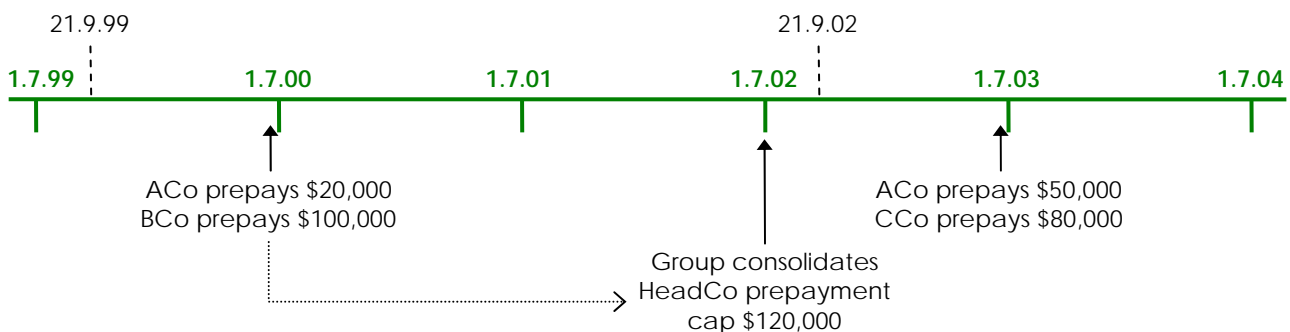 21.9.99 21.9.02
1.7.99 1.7.00 1.7.01 1.7.02 1.7.03 1.7.04
ACo prepays $20,000
BCo prepays $100,000
ACo prepays $50,000
CCo prepays $80,000
Group consolidates
HeadCo prepayment
cap $120,000